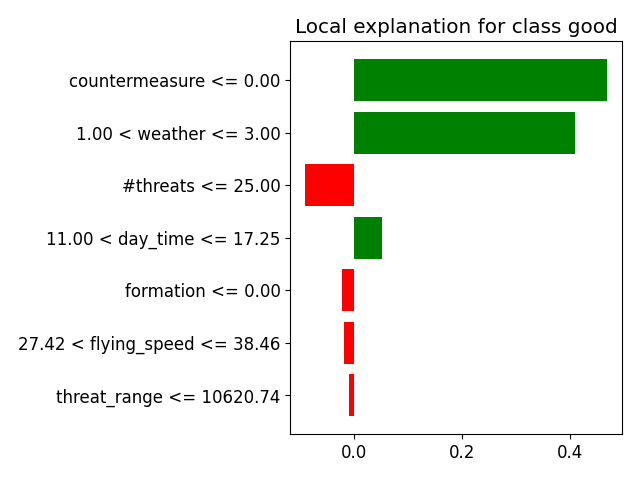 Local explanation for class good
countermeasure <= 0.00
1.00 < weather <= 3.00
#threats <= 25.00
11.00 < day_time <= 17.25
formation <= 0.00
27.42 < flying_speed <= 38.46
threat_range <= 10620.74
0.0 0.2 0.4